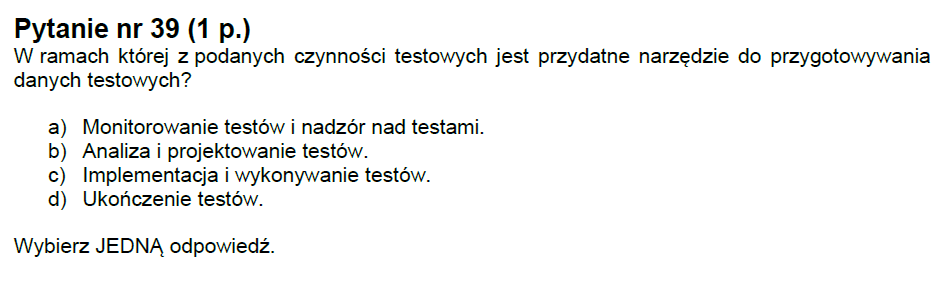 Pytanie nr 39 (1 p.)
W ramach której z podanych czynności testowych jest przydatne narzędzie do przygotowywania
danych testowych?
a) Monitorowanie testów i nadzór nad testami.
b) Analiza i projektowanie testów.
c) Implementacja i wykonywanie testów.
d) Ukończenie testów.
Wybierz JEDNĄ odpowiedź.